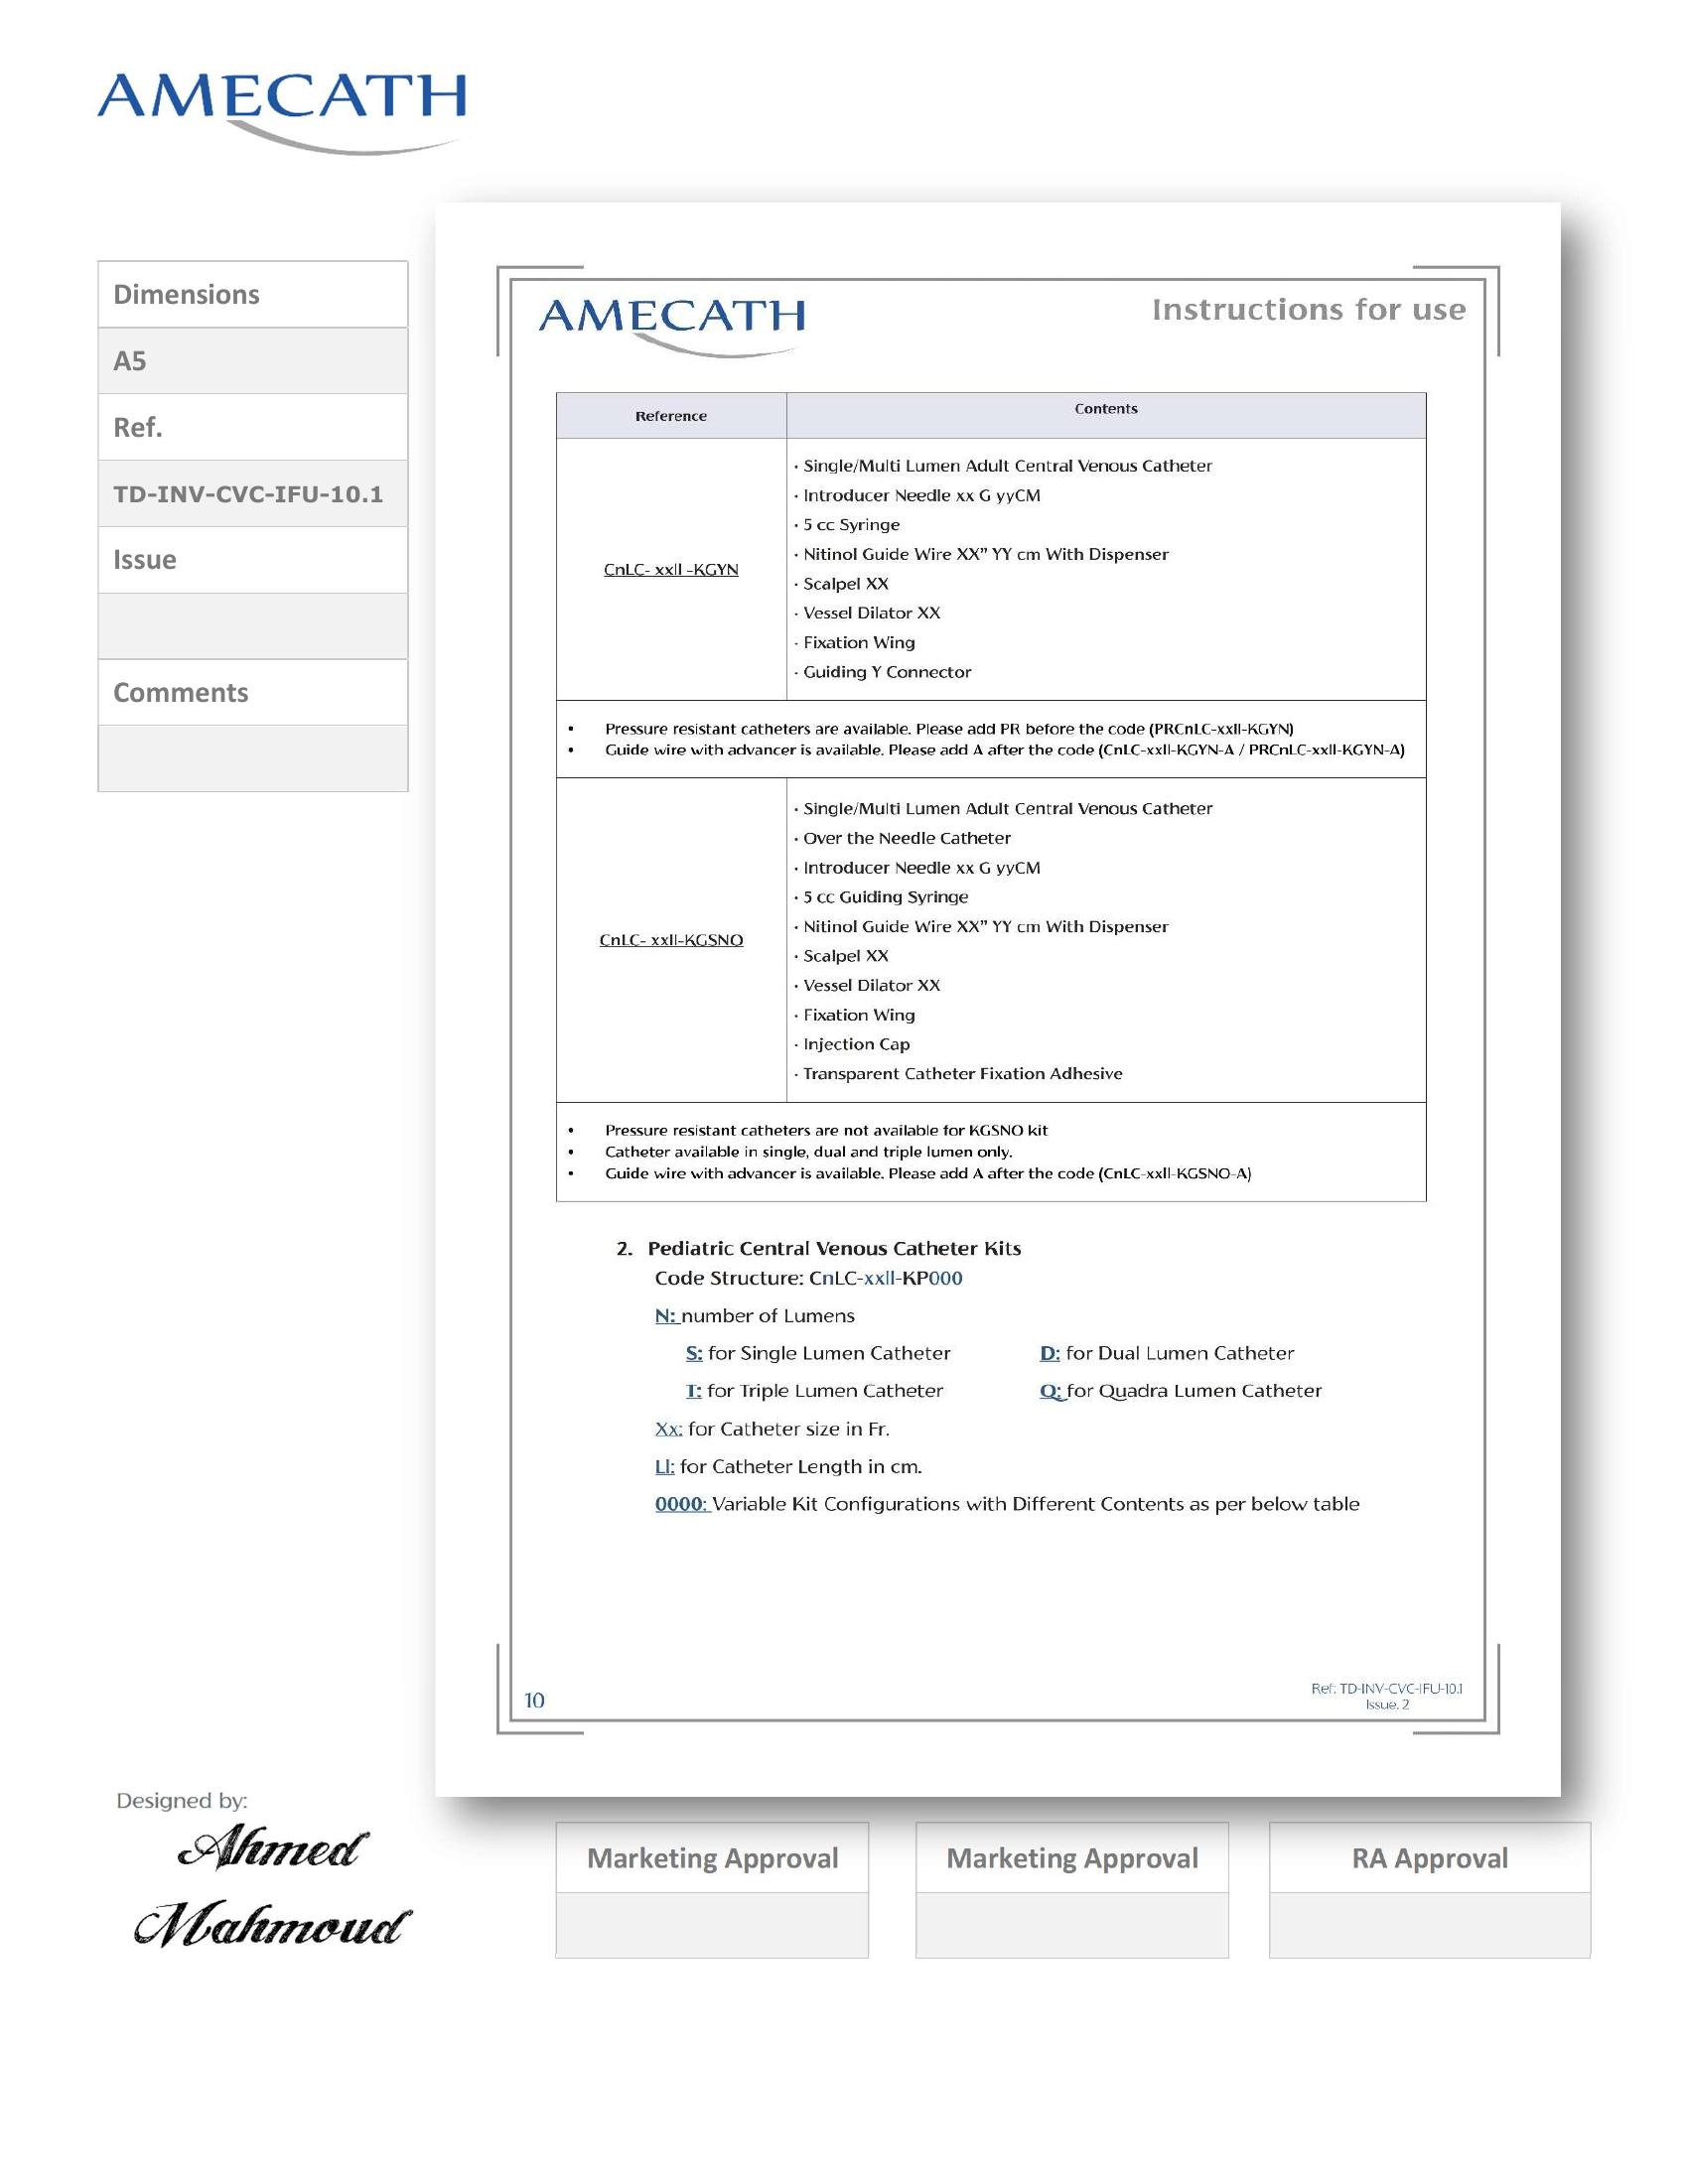 AMECATH
Dimensions
A5
Ref.
TD-INV-CVC-IFU-10.1
Issue
Comments
AMECATH
Instructions for use
Reference
Contents
CnLC- xxll -KGYN
· Single/Multi Lumen Adult Central Venous Catheter
· Introducer Needle xx G yyCM
· 5 cc Syringe
· Nitinol Guide Wire XX” YY cm With Dispenser
· Scalpel XX
· Vessel Dilator XX
· Fixation Wing
· Guiding Y Connector
• Pressure resistant catheters are available. Please add PR before the code (PRCnLC-xxll-KGYN)
• Guide wire with advancer is available. Please add A after the code (CnLC-xxll-KGYN-A / PRCnLC-xxll-KGYN-A)
CnLC- xxll-KGSNO
· Single/Multi Lumen Adult Central Venous Catheter
· Over the Needle Catheter
· Introducer Needle xx G yyCM
· 5 cc Guiding Syringe
· Nitinol Guide Wire XX” YY cm With Dispenser
· Scalpel XX
· Vessel Dilator XX
· Fixation Wing
· Injection Cap
· Transparent Catheter Fixation Adhesive
• Pressure resistant catheters are not available for KGSNO kit
• Catheter available in single, dual and triple lumen only.
• Guide wire with advancer is available. Please add A after the code (CnLC-xxll-KGSNO-A)
2. Pediatric Central Venous Catheter Kits
Code Structure: CnLC-xxll-KP000
N: number of Lumens
S: for Single Lumen Catheter D: for Dual Lumen Catheter
T: for Triple Lumen Catheter Q: for Quadra Lumen Catheter
Xx: for Catheter size in Fr.
Ll: for Catheter Length in cm.
0000: Variable Kit Configurations with Different Contents as per below table
10
Ref: TD-INV-CVC-IFU-10.1
Issue. 2
Designed by:
Ahmed
Mahmoud
Marketing Approval
Marketing Approval
RA Approval